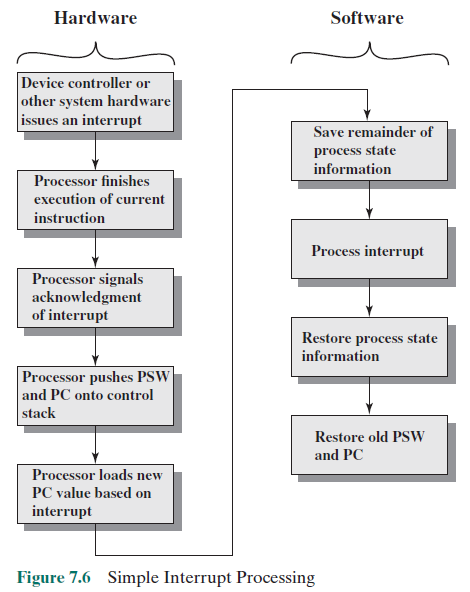 Hardware
Device controller or
other system hardware
issues an interrupt
Processor finishes
execution of current
instruction
Processor signals
acknowledgment
of interrupt
Processor pushes PSW
and PC onto control
stack
Processor loads new
PC value based on
interrupt
Software
Save remainder of
process state
information
Process interrupt
Restore process state
information
Restore old PSW
and PC
Figure 7.6 Simple Interrupt Processing